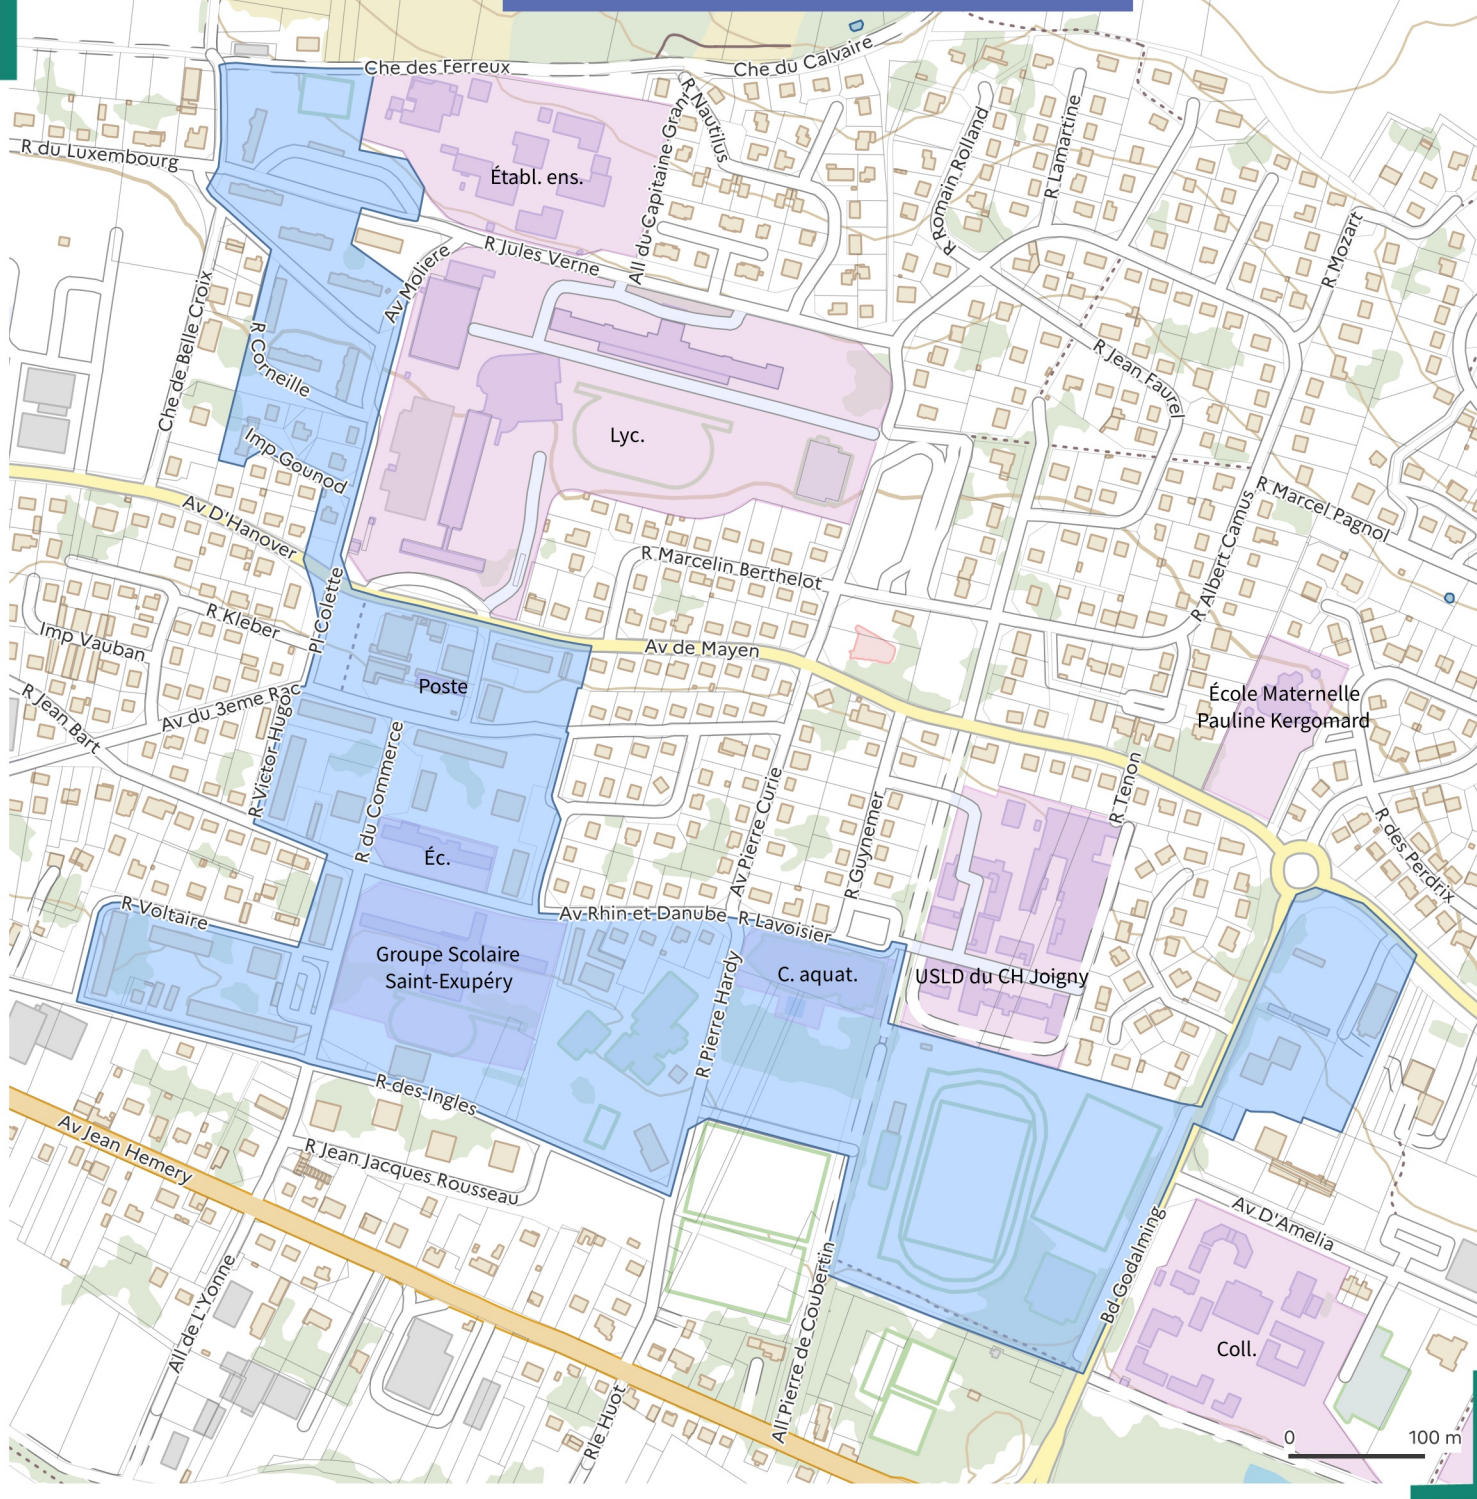 Che des Ferreux
Che du Calvaire
R du Luxembourg
R Nautilus
All du Capitaine Grant
R Romain Rolland
R Lamartine
Établ. ens.
R Jules Verne
Av Moliere
R Mozart
Che de Belle Croix
R Corneille
R Jean Faurel
Lyc.
Imp Gounod
Av D'Hanover
R Marcel Pagnol
R Marcelin Berthelot
R Albert Camus
Pl Colette
R Kleber
Imp Vauban
Av de Mayen
Poste
École Maternelle
Pauline Kergomard
Av du 3eme Rac
R Jean Bart
R Victor Hugo
R du Commerce
Av Pierre Curie
R Guynemer
R Tenon
R des Perdrix
Éc.
R Voltaire
Av Rhin et Danube
R Lavoisier
Groupe Scolaire
Saint-Exupéry
C. aquat.
USLD du CH Joigny
R Pierre Hardy
R des Ingles
Av Jean Hemery
R Jean Jacques Rousseau
Av D'Amelia
Bd Godalming
All de L'Yonne
All Pierre de Coubertin
Coll.
Rle Huot
0 100 m